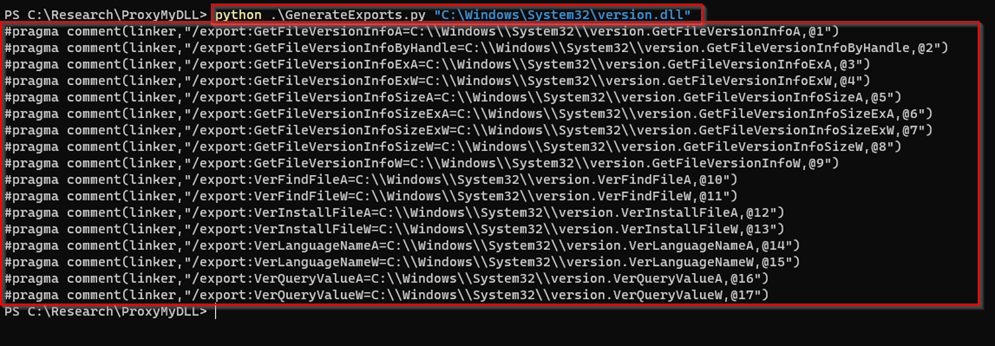 PS C:\Research\ProxyMyDLL> python .\GenerateExports.py "C:\Windows\System32\version.dll"
#pragma comment(linker,"/export:GetFileVersionInfoA=C:\\Windows\\System32\\version.GetFileVersionInfoA,@1")
#pragma comment(linker,"/export:GetFileVersionInfoByHandle=C:\\Windows\\System32\\version.GetFileVersionInfoByHandle,@2")
#pragma comment(linker,"/export:GetFileVersionInfoExA=C:\\Windows\\System32\\version.GetFileVersionInfoExA,@3")
#pragma comment(linker,"/export:GetFileVersionInfoExW=C:\\Windows\\System32\\version.GetFileVersionInfoExW,@4")
#pragma comment(linker,"/export:GetFileVersionInfoSizeA=C:\\Windows\\System32\\version.GetFileVersionInfoSizeA,@5")
#pragma comment(linker,"/export:GetFileVersionInfoSizeExA=C:\\Windows\\System32\\version.GetFileVersionInfoSizeExA,@6")
#pragma comment(linker,"/export:GetFileVersionInfoSizeExW=C:\\Windows\\System32\\version.GetFileVersionInfoSizeExW,@7")
#pragma comment(linker,"/export:GetFileVersionInfoSizeW=C:\\Windows\\System32\\version.GetFileVersionInfoSizeW,@8")
#pragma comment(linker,"/export:GetFileVersionInfoW=C:\\Windows\\System32\\version.GetFileVersionInfoW,@9")
#pragma comment(linker,"/export:VerFindFileA=C:\\Windows\\System32\\version.VerFindFileA,@10")
#pragma comment(linker,"/export:VerFindFileW=C:\\Windows\\System32\\version.VerFindFileW,@11")
#pragma comment(linker,"/export:VerInstallFileA=C:\\Windows\\System32\\version.VerInstallFileA,@12")
#pragma comment(linker,"/export:VerInstallFileW=C:\\Windows\\System32\\version.VerInstallFileW,@13")
#pragma comment(linker,"/export:VerLanguageNameA=C:\\Windows\\System32\\version.VerLanguageNameA,@14")
#pragma comment(linker,"/export:VerLanguageNameW=C:\\Windows\\System32\\version.VerLanguageNameW,@15")
#pragma comment(linker,"/export:VerQueryValueA=C:\\Windows\\System32\\version.VerQueryValueA,@16")
#pragma comment(linker,"/export:VerQueryValueW=C:\\Windows\\System32\\version.VerQueryValueW,@17")
PS C:\Research\ProxyMyDLL>